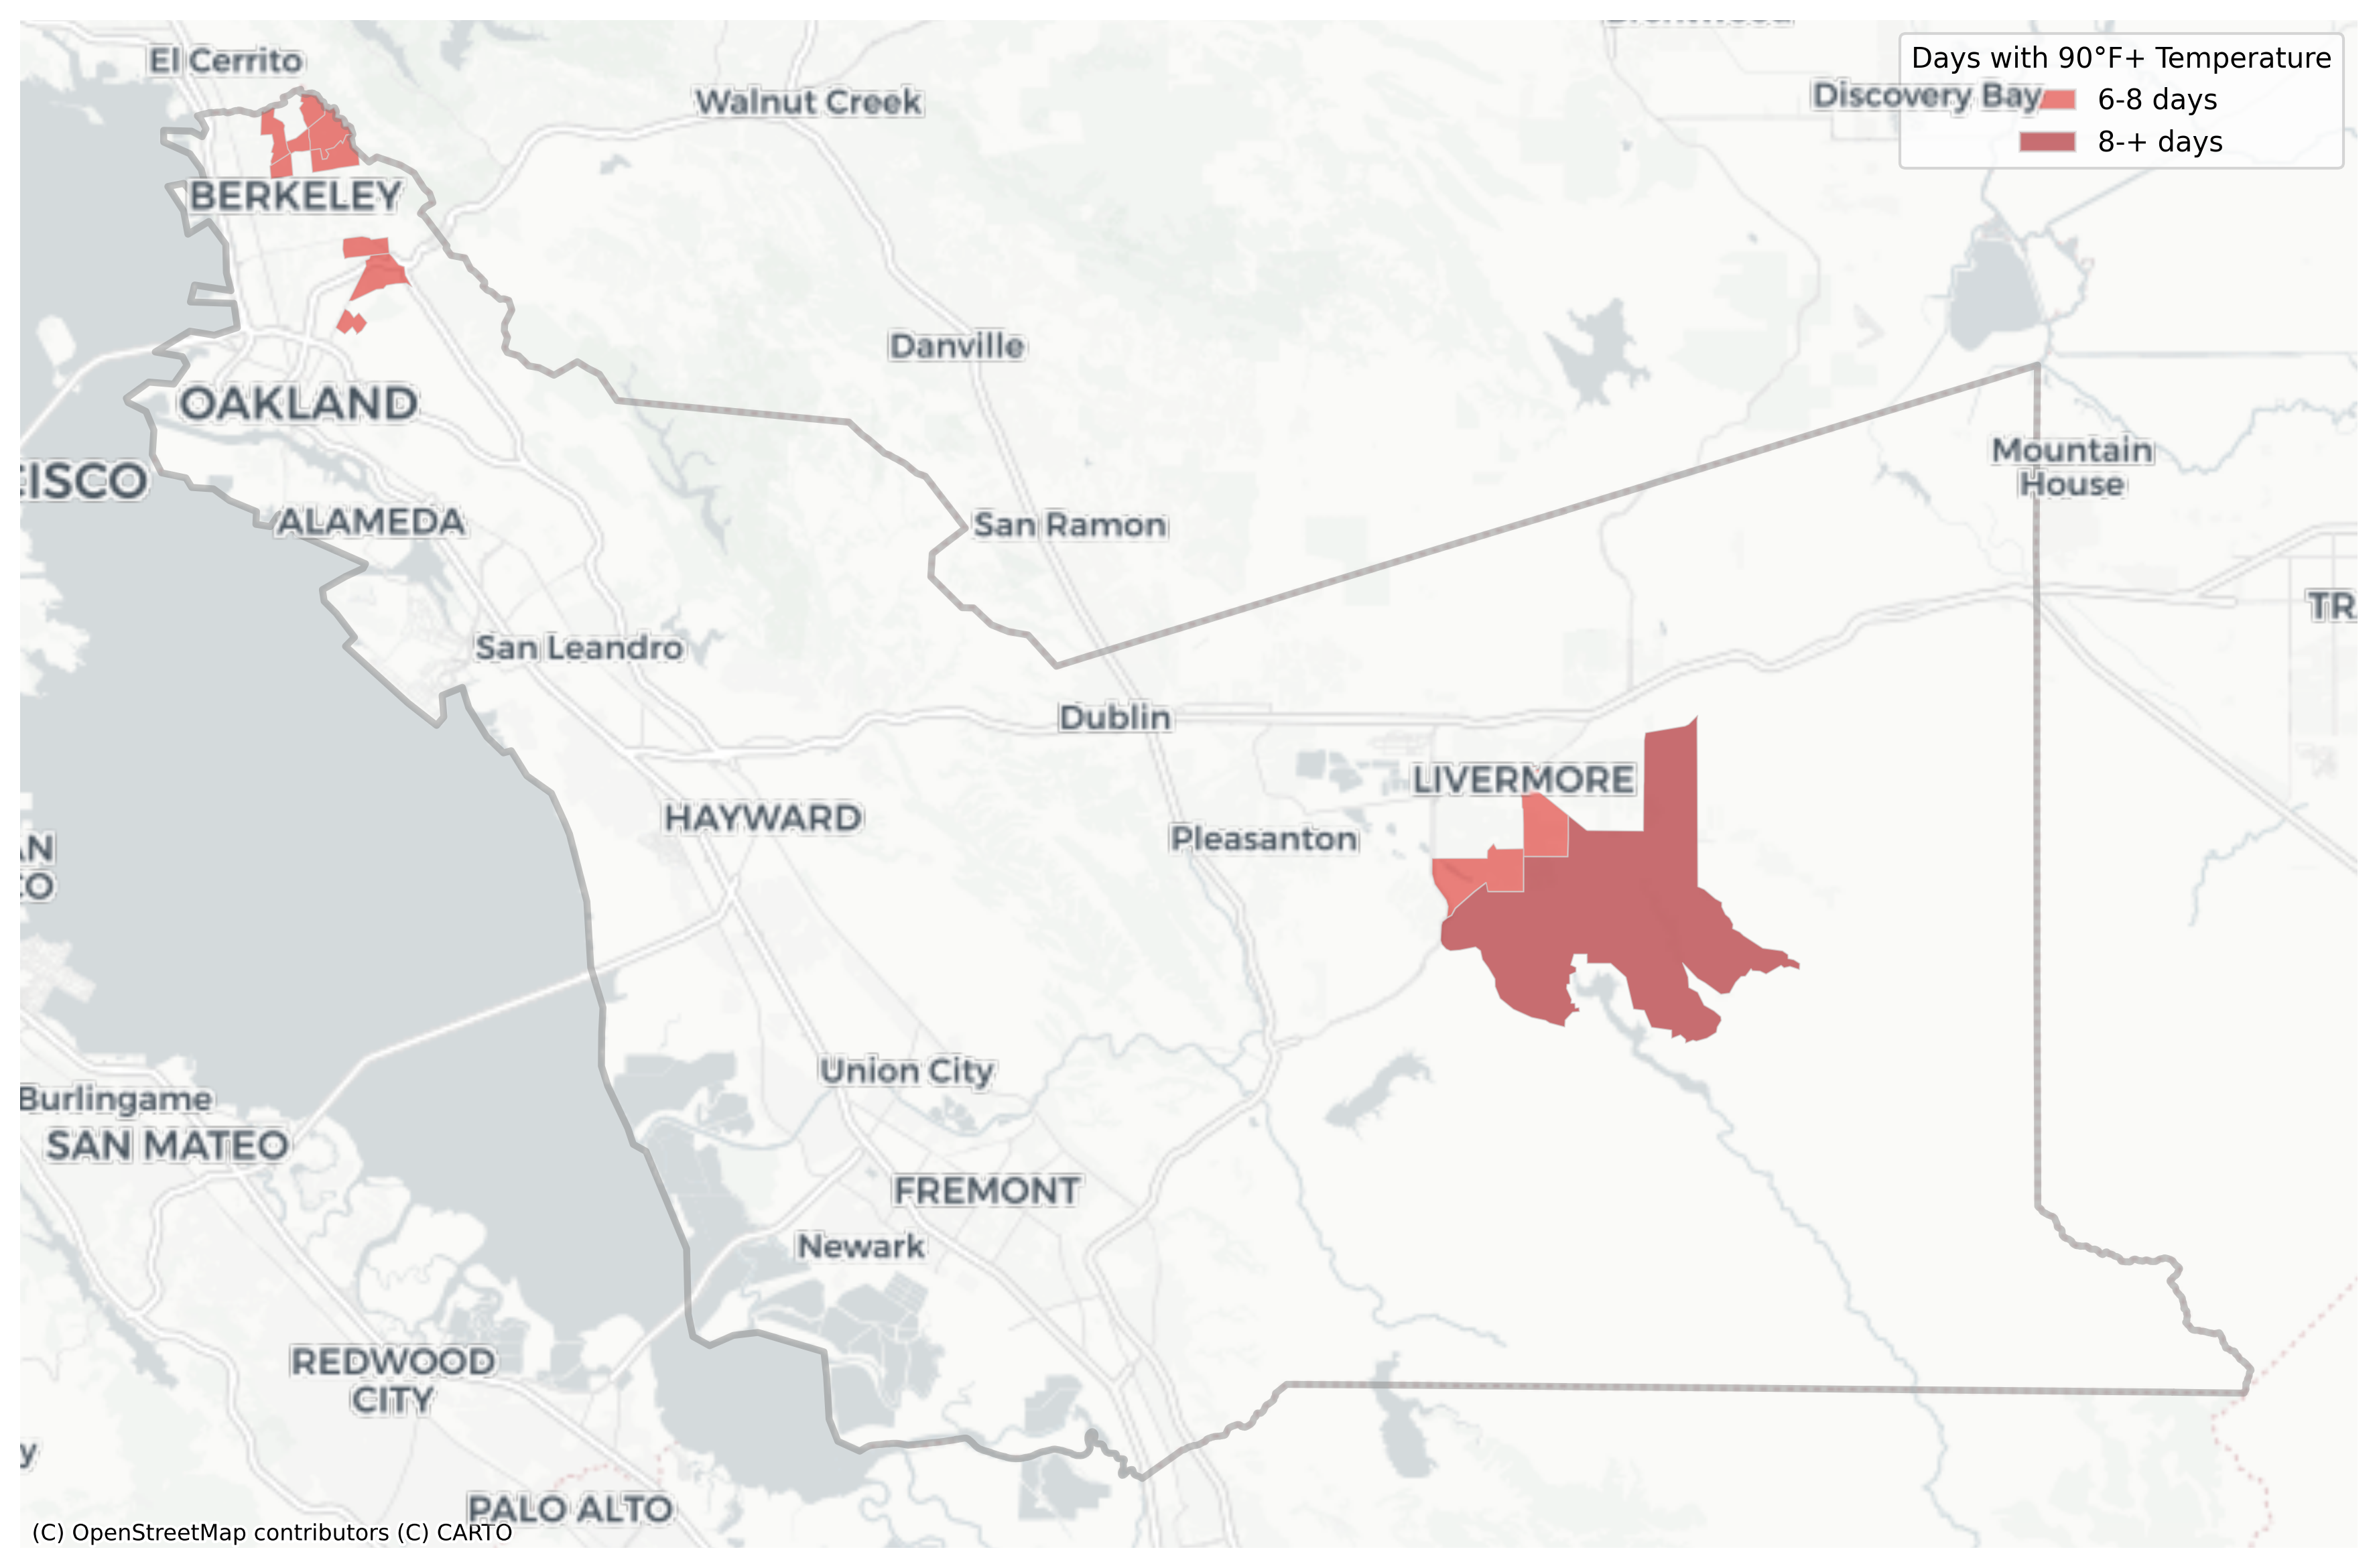 El Cerrito
Walnut Creek
Discovery Bay
Days with 90°F+ Temperature
6-8 days
8-+ days
BERKELEY
Danville
OAKLAND
Mountain
House
CISCO
ALAMEDA
San Ramon
TR
San Leandro
Dublin
LIVERMORE
HAYWARD
Pleasanton
AN
CO
Union City
Burlingame
SAN MATEO
FREMONT
Newark
REDWOOD
CITY
y
PALO ALTO
(C) OpenStreetMap contributors (C) CARTO